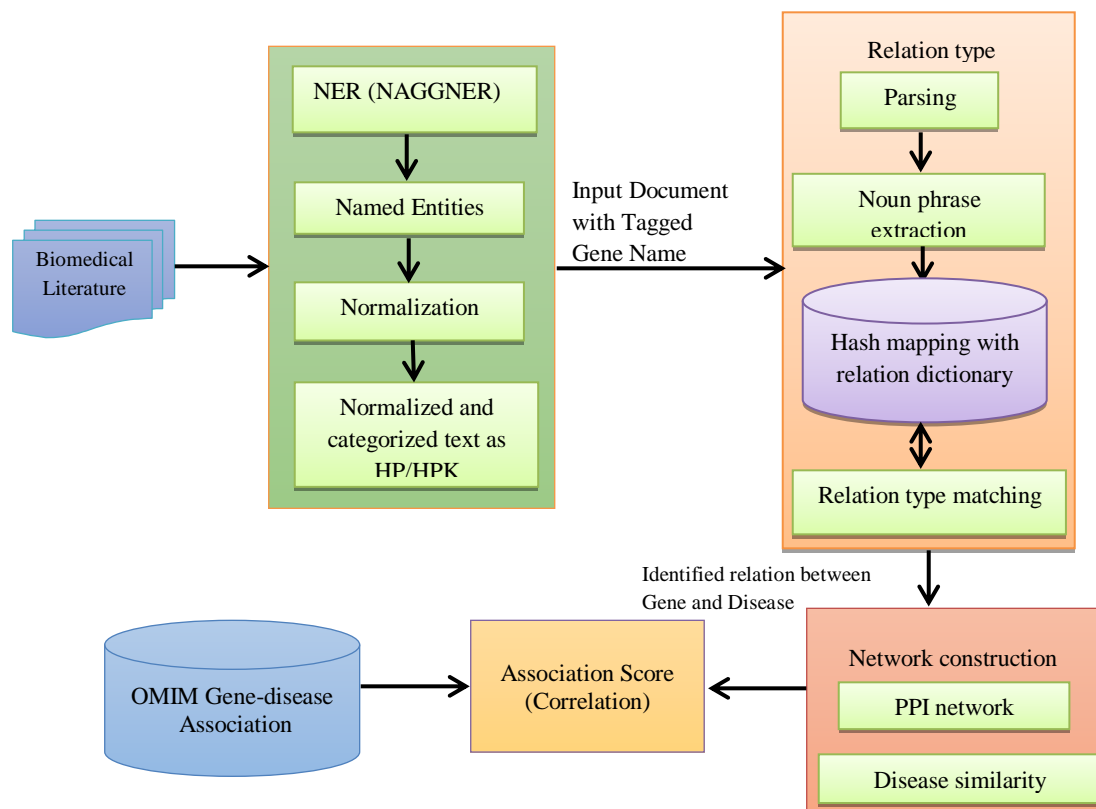 Biomedical
Literature
NER (NAGGNER)
Named Entities
Normalization
Normalized and
categorized text as
HP/HPK
Input Document
with Tagged
Gene Name
Relation type
Parsing
Noun phrase
extraction
Hash mapping with
relation dictionary
Relation type matching
Identified relation between
Gene and Disease
Network construction
PPI network
Disease similarity
Association Score
(Correlation)
OMIM Gene-disease
Association